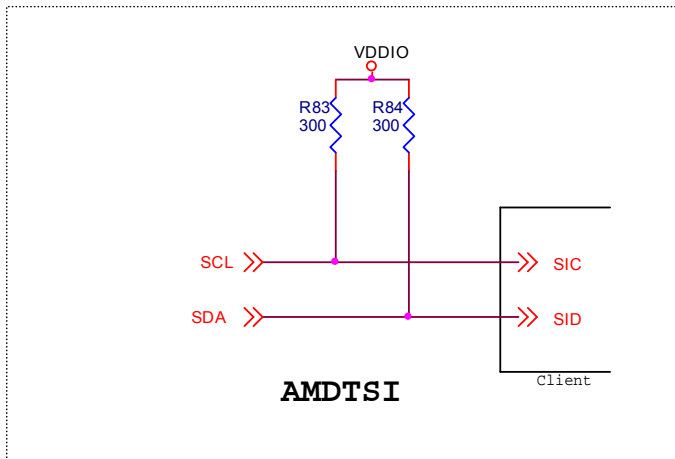 VDDIO
R83
300
R84
300
SCL
SIC
SDA
SID
Client
AMDTSI